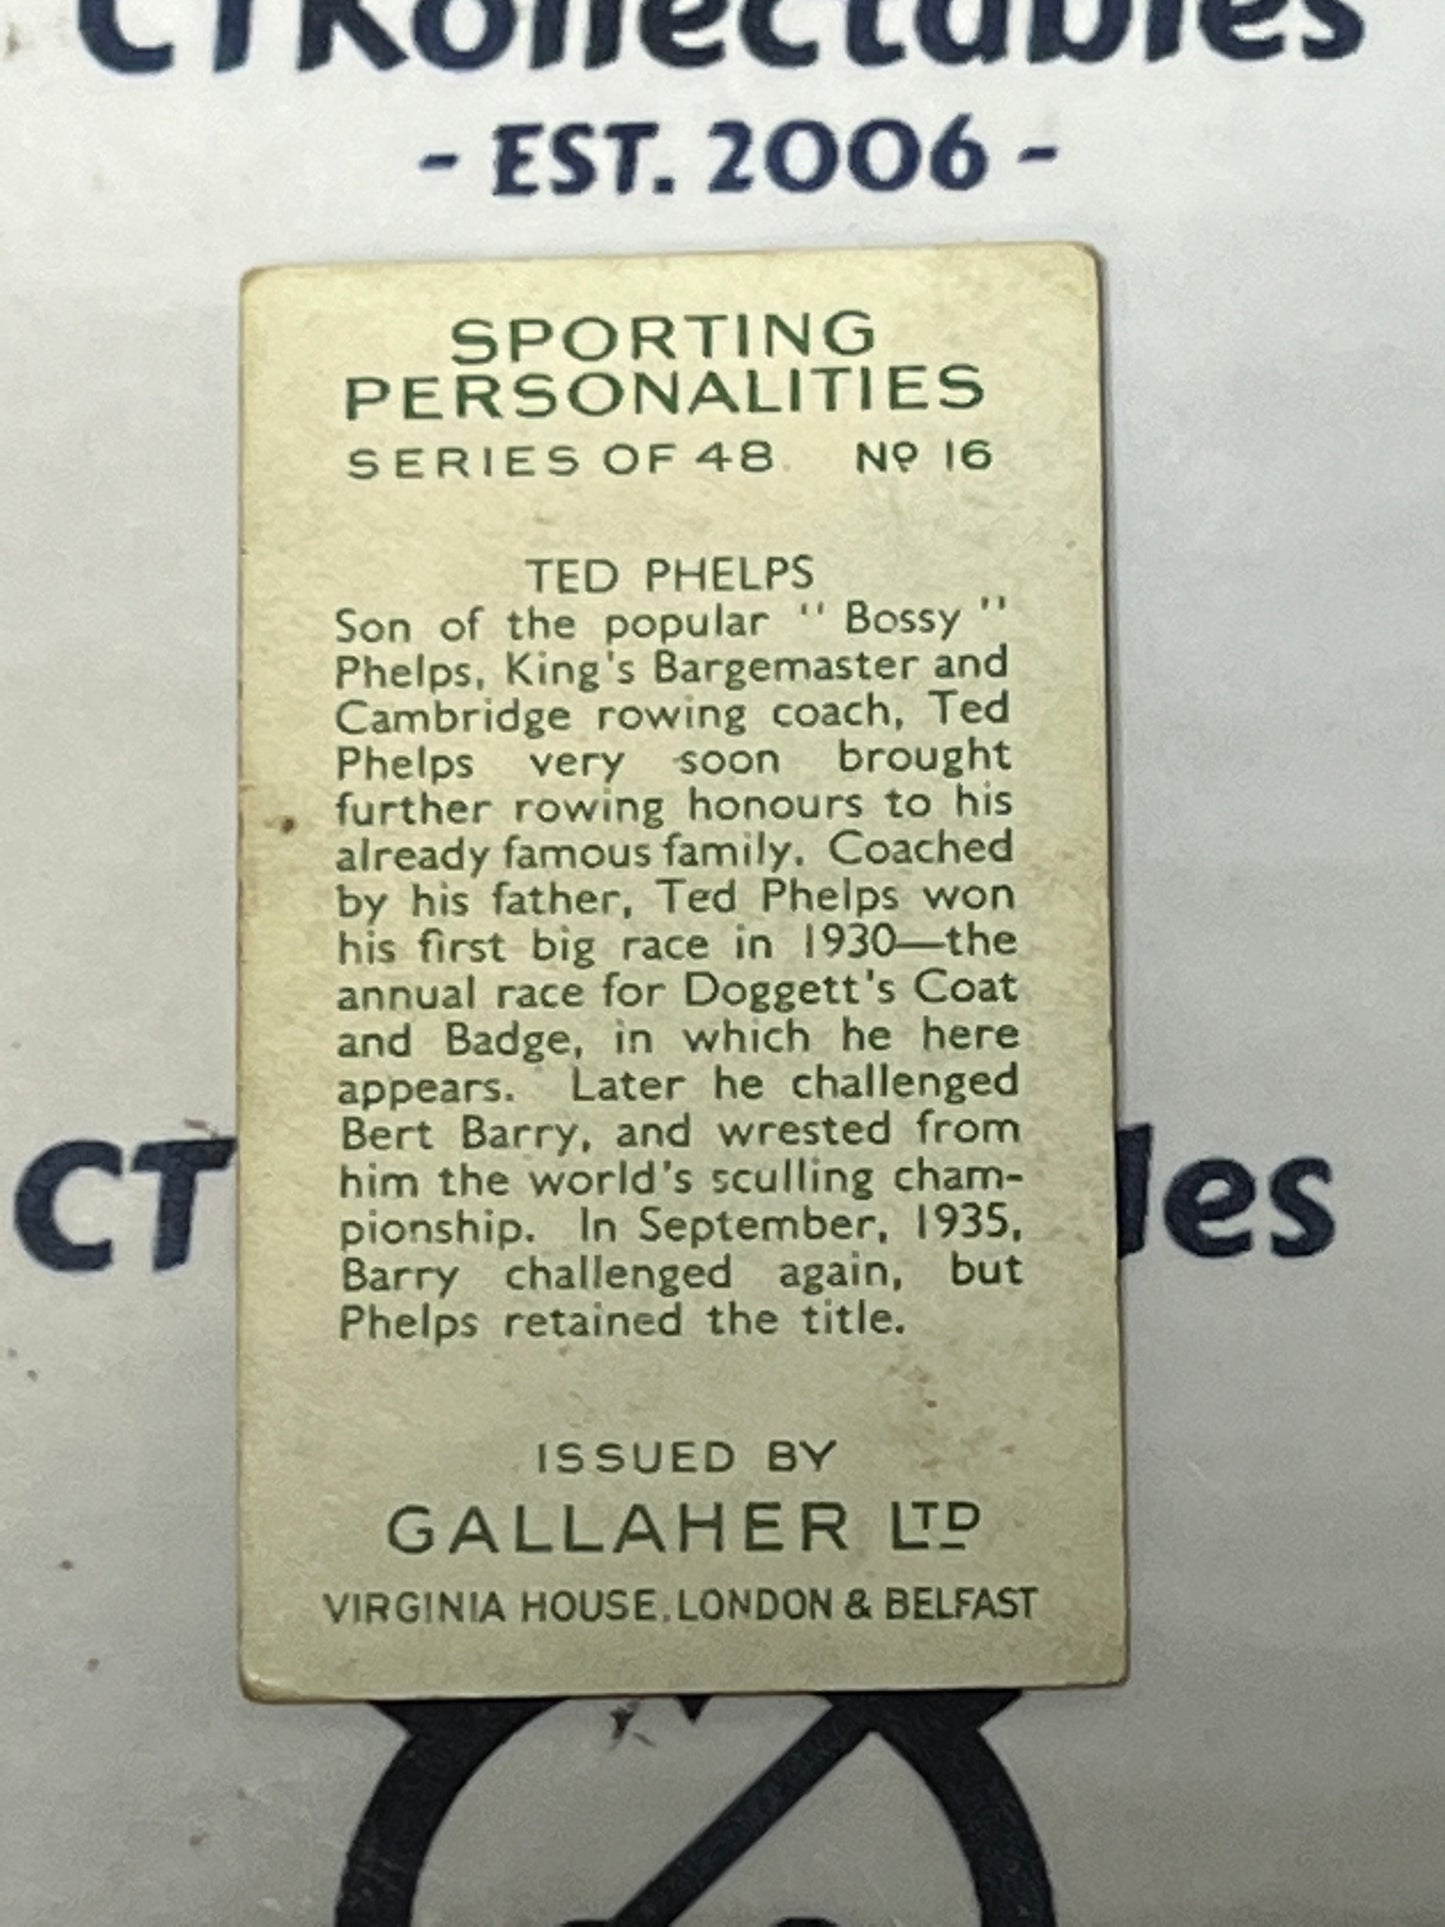 CTKollectables
- EST. 2006 -
SPORTING
PERSONALITIES
SERIES OF 48 Nº 16
TED PHELPS
Son of the popular " Bossy "
Phelps, King's Bargemaster and
Cambridge rowing coach, Ted
Phelps very soon brought
further rowing honours to his
already famous family. Coached
by his father, Ted Phelps won
his first big race in 1930—the
annual race for Doggett's Coat
and Badge, in which he here
appears. Later he challenged
Bert Barry, and wrested from
him the world's sculling cham-
pionship. In September, 1935,
Barry challenged again, but
Phelps retained the title.
CT les
ISSUED BY
GALLAHER LTD
VIRGINIA HOUSE, LONDON & BELFAST